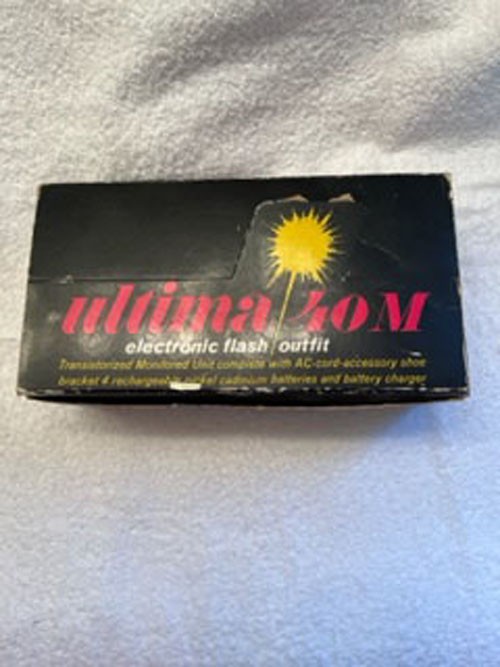 ultima 40M
electronic flash outfit
Transistorized Monitored Unit complete with AC-cord-accessory shoe
bracket 4 rechargeable nickel cadmium batteries and battery charger